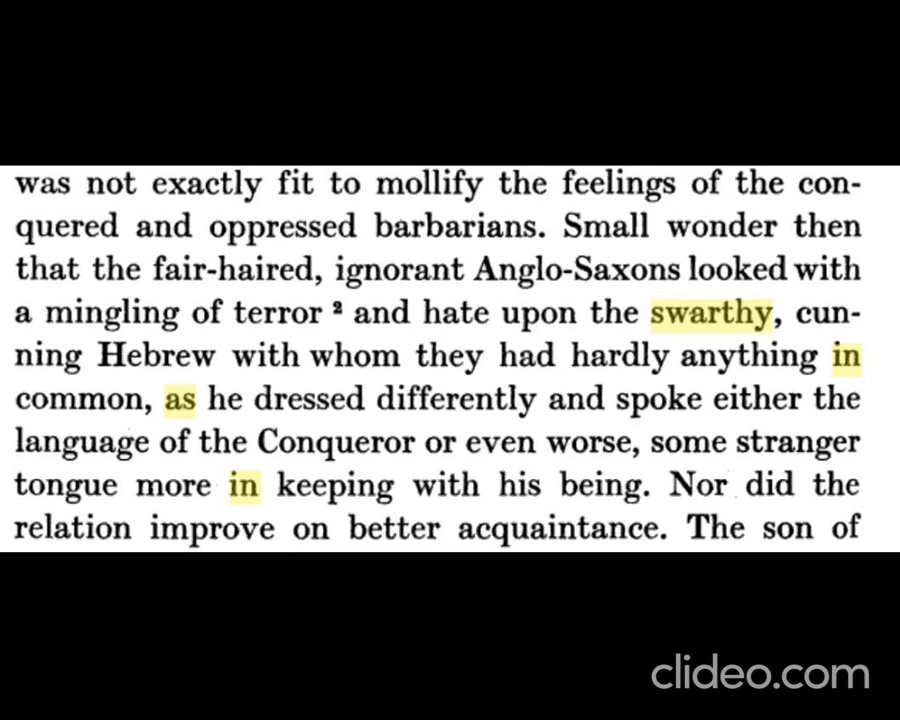 was not exactly fit to mollify the feelings of the con-
quered and oppressed barbarians. Small wonder then
that the fair-haired, ignorant Anglo-Saxons looked with
a mingling of terror ² and hate upon the swarthy, cun-
ning Hebrew with whom they had hardly anything in
common, as he dressed differently and spoke either the
language of the Conqueror or even worse, some stranger
tongue more in keeping with his being. Nor did the
relation improve on better acquaintance. The son of
clideo.com